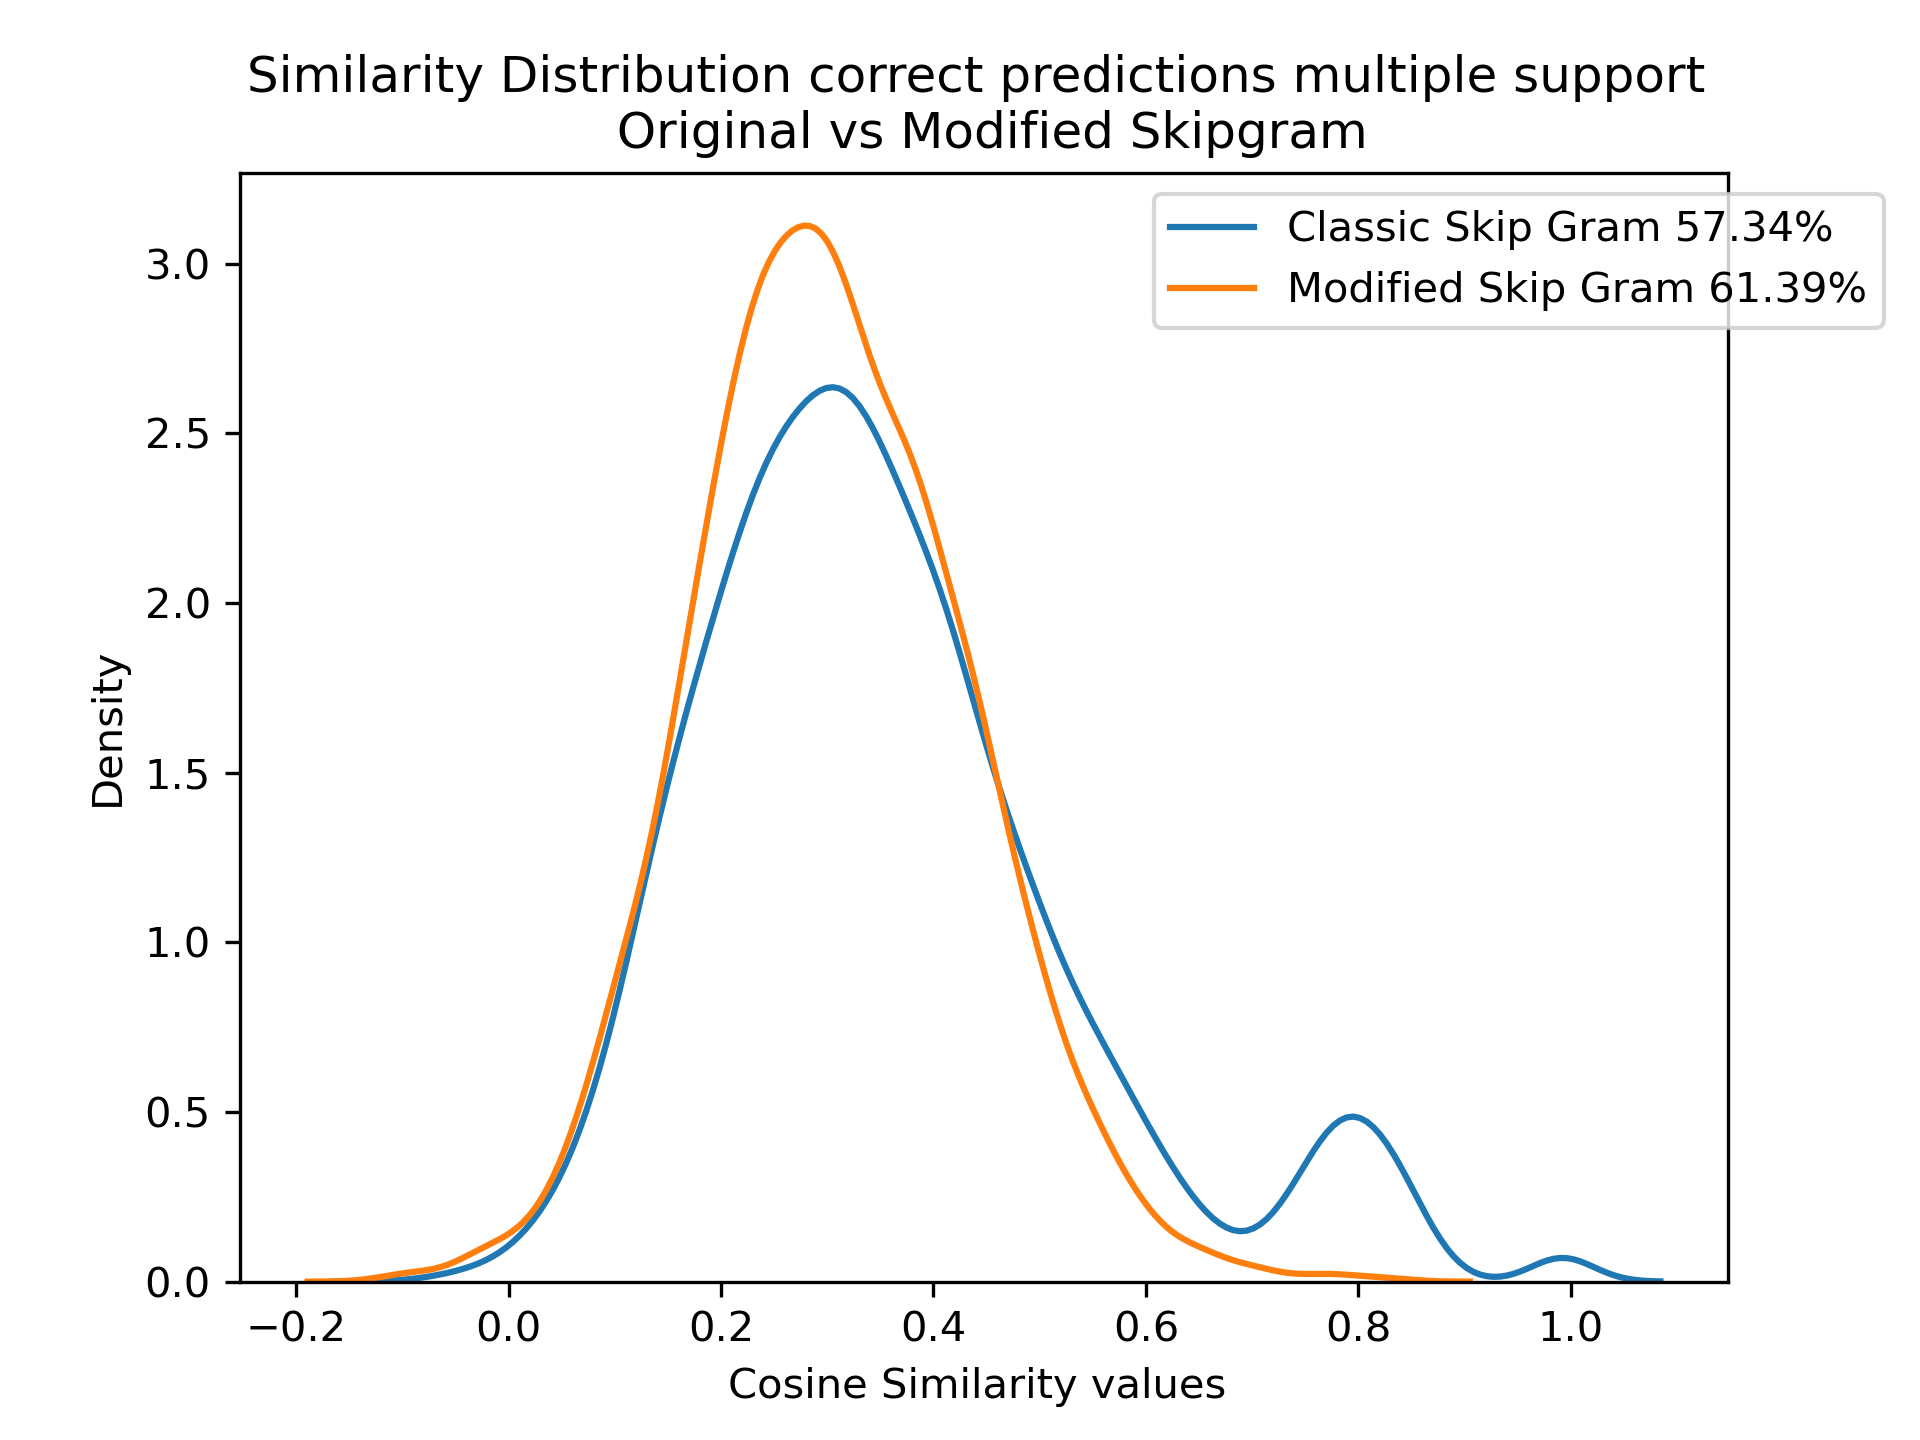 Similarity Distribution correct predictions multiple support
Original vs Modified Skipgram
Classic Skip Gram 57.34%
Modified Skip Gram 61.39%
3.0
2.5
2.0
1.5
1.0
0.5
0.0
Density
−0.2 0.0 0.2 0.4 0.6 0.8 1.0
Cosine Similarity values